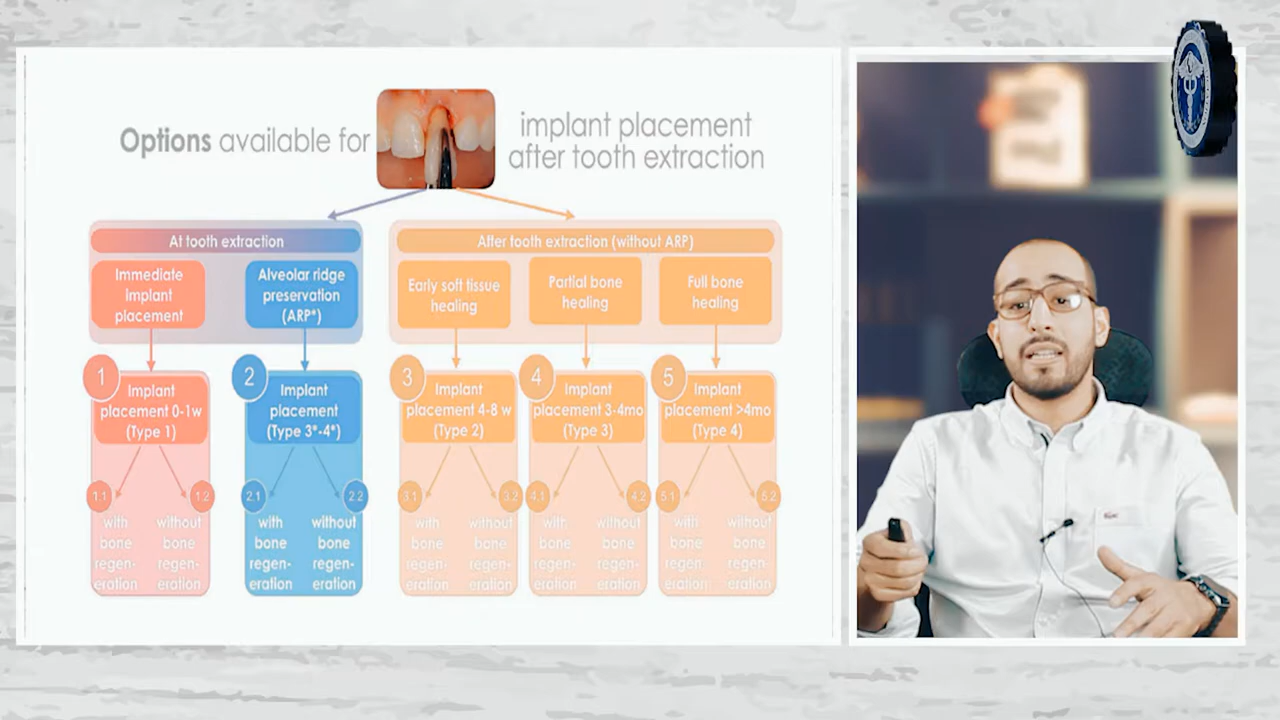 Options available for
implant placement
after tooth extraction
At tooth extraction
After tooth extraction (without ARP)
Immediate
Implant
placement
Alveolar ridge
preservation
(ARP*)
Early soft tissue
healing
Partial bone
healing
Full bone
healing
1
Implant
placement 0-1w
(Type 1)
2
Implant
placement
(Type 3*-4*)
3
Implant
placement 4-8 w
(Type 2)
4
Implant
placement 3-4mo
(Type 3)
5
Implant
placement >4mo
(Type 4)
1.1
with
bone
regen-
eration
1.2
without
bone
regen-
eration
2.1
with
bone
regen-
eration
2.2
without
bone
regen-
eration
3.1
with
bone
regen-
eration
3.2
without
bone
regen-
eration
4.1
with
bone
regen-
eration
4.2
without
bone
regen-
eration
5.1
with
bone
regen-
eration
5.2
without
bone
regen-
eration